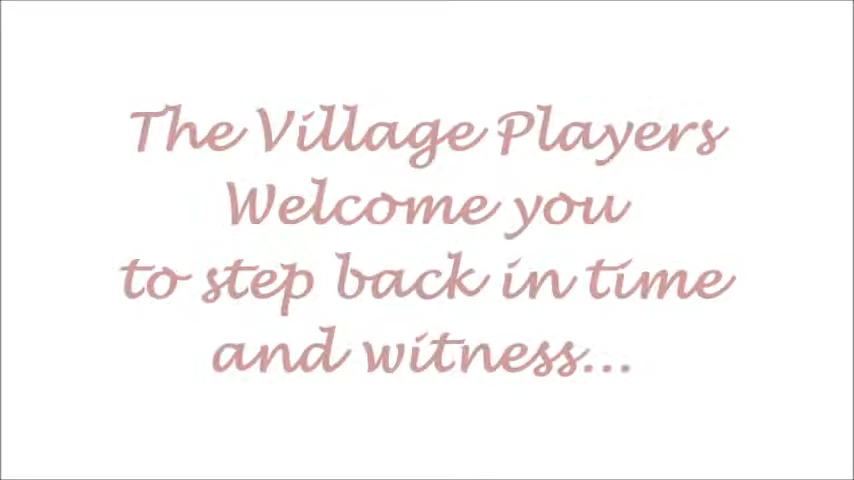 The Village Players
Welcome you
to step back in time
and witness...